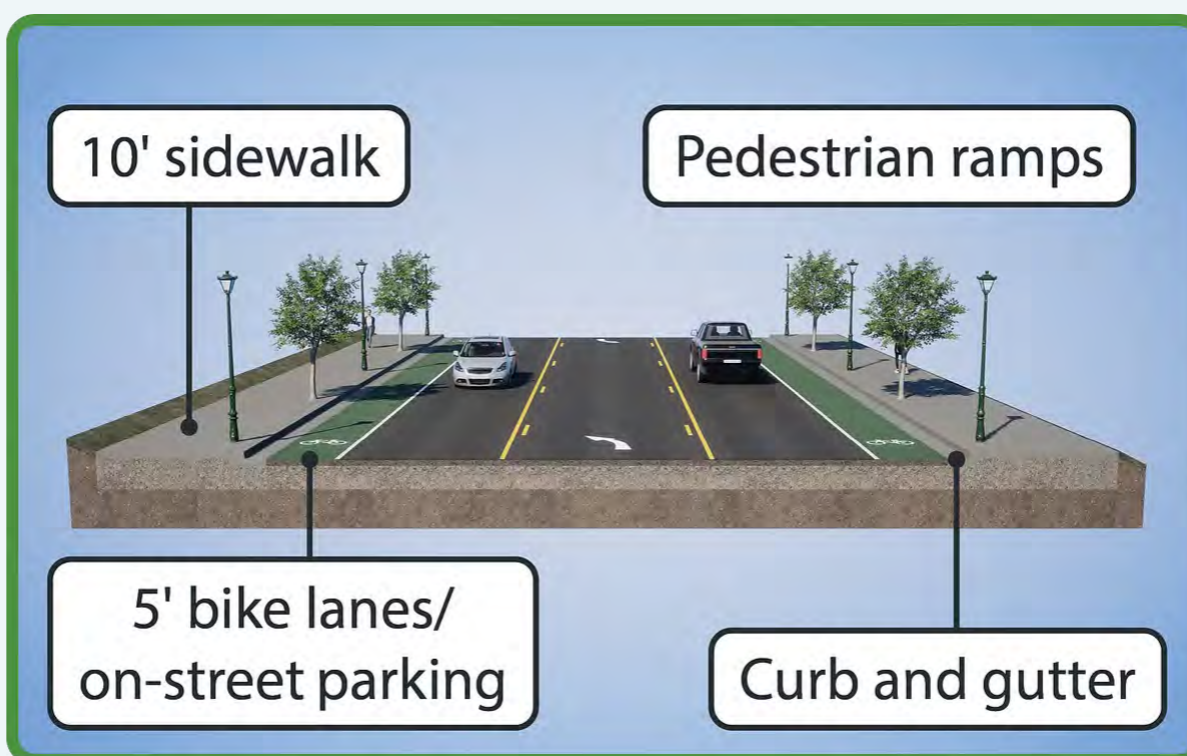 10' sidewalk
Pedestrian ramps
5' bike lanes/
on-street parking
Curb and gutter